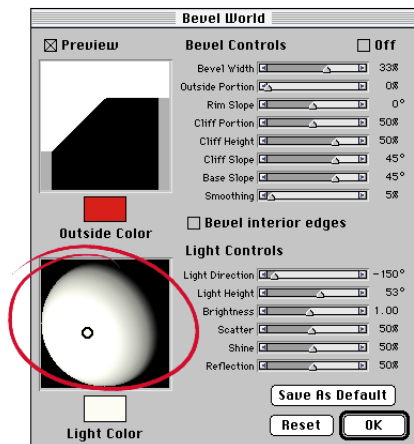 Bevel World
Preview
Bevel Controls
Off
Bevel Width 33%
Outside Portion 0%
Rim Slope 0°
Cliff Portion 50%
Cliff Height 50%
Cliff Slope 45°
Base Slope 45°
Smoothing 5%
Outside Color
Bevel interior edges
Light Controls
Light Direction -150°
Light Height 53°
Brightness 1.00
Scatter 50%
Shine 50%
Reflection 50%
Light Color
Save As Default
Reset
OK